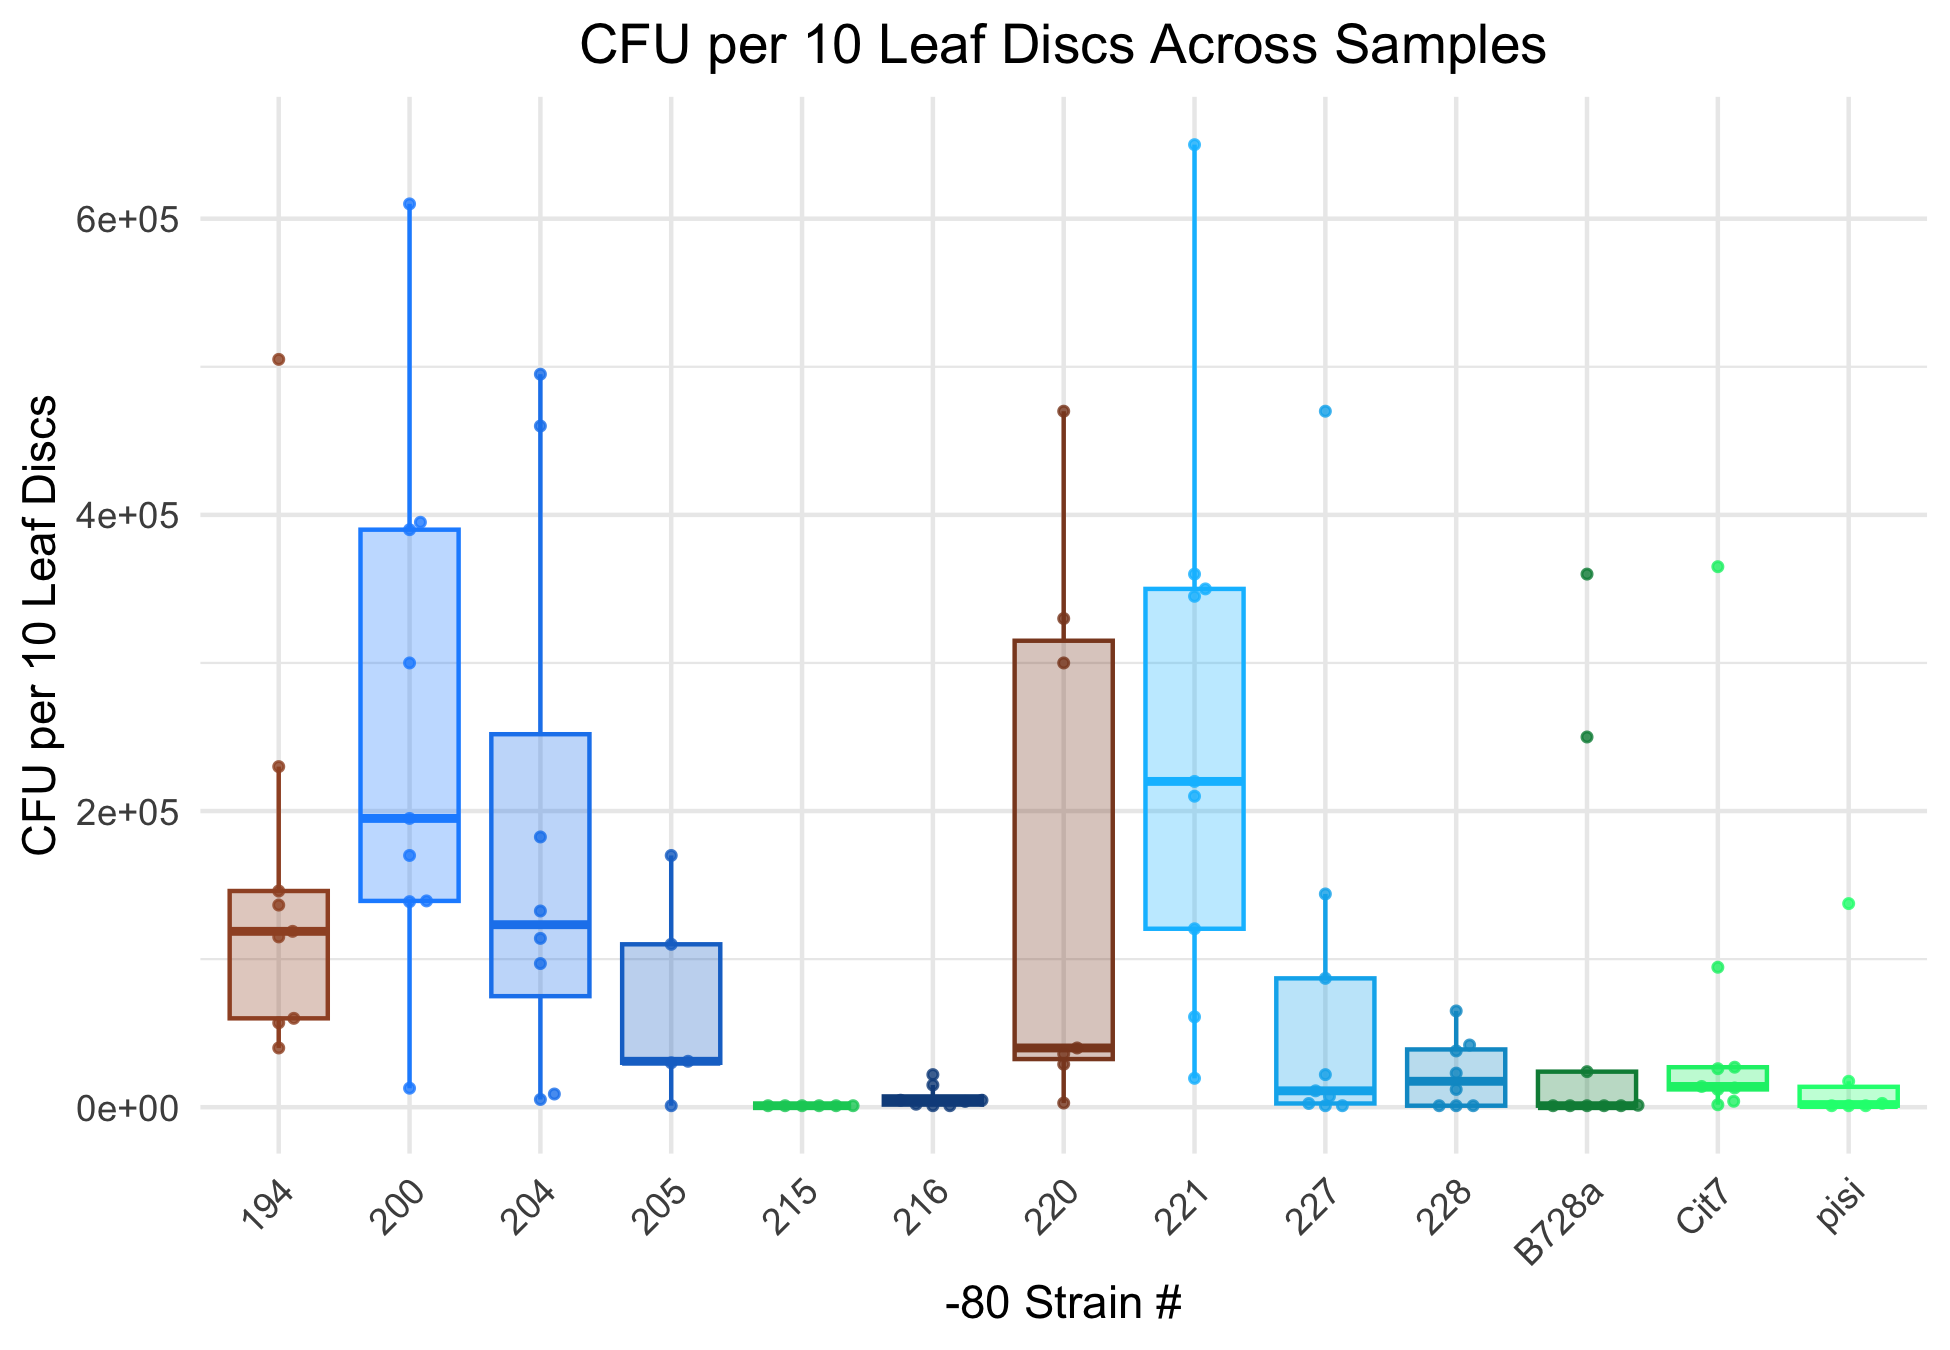 CFU per 10 Leaf Discs Across Samples
CFU per 10 Leaf Discs
6e+05
4e+05
2e+05
0e+00
194
200
204
205
215
216
220
221
227
228
B728a
Cit7
pisi
-80 Strain #